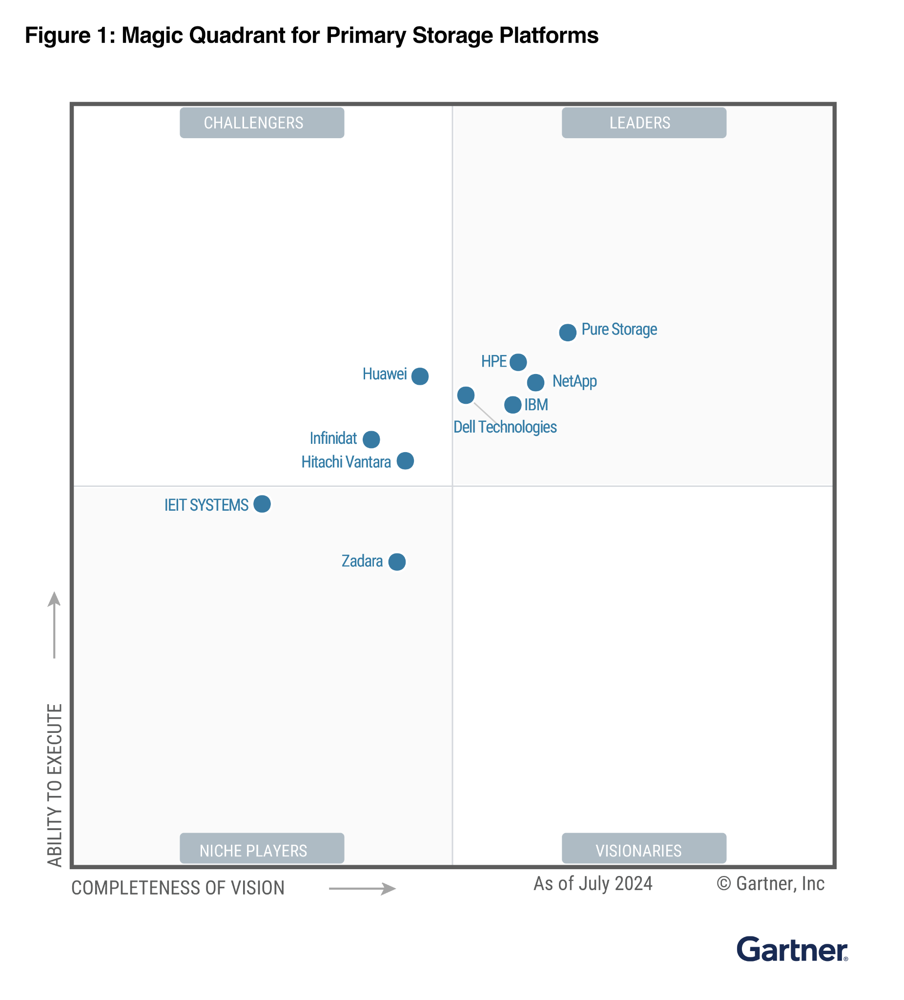 Figure 1: Magic Quadrant for Primary Storage Platforms
CHALLENGERS
LEADERS
Pure Storage
HPE
Huawei
NetApp
IBM
Dell Technologies
Infinidat
Hitachi Vantara
IEIT SYSTEMS
Zadara
ABILITY TO EXECUTE
NICHE PLAYERS
VISIONARIES
COMPLETENESS OF VISION
As of July 2024
© Gartner, Inc
Gartner®